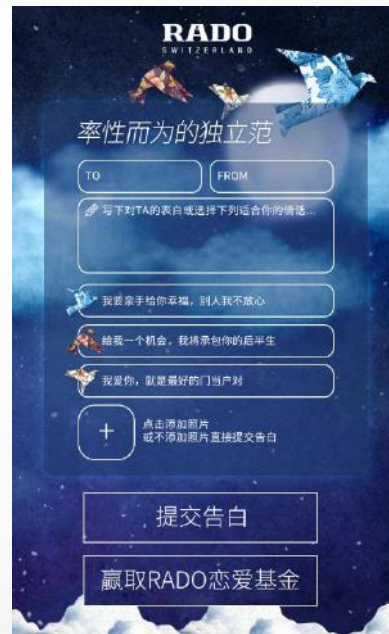 RADO
SWITZERLAND
率性而为的独立范
TO
FROM
写下对TA的表白或选择下列适合你的情话...
我要亲手给你幸福，别人我不放心
给我一个机会，我将承包你的后半生
我爱你，就是最好的门当户对
点击添加照片
或不添加照片直接提交告白
提交告白
赢取RADO恋爱基金